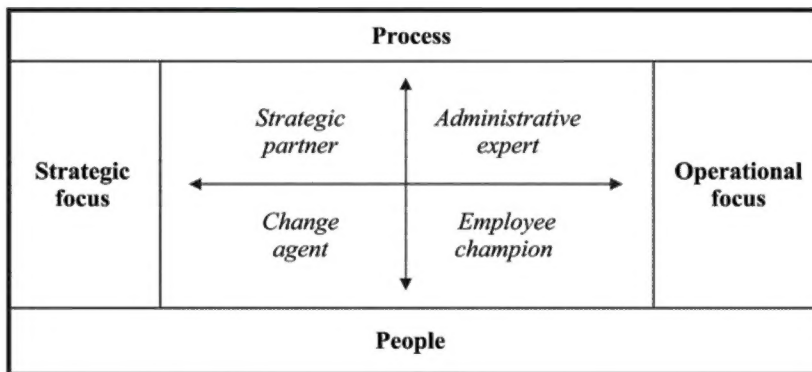 Process
Strategic
partner
Administrative
expert
Strategic
focus
Operational
focus
Change
agent
Employee
champion
People